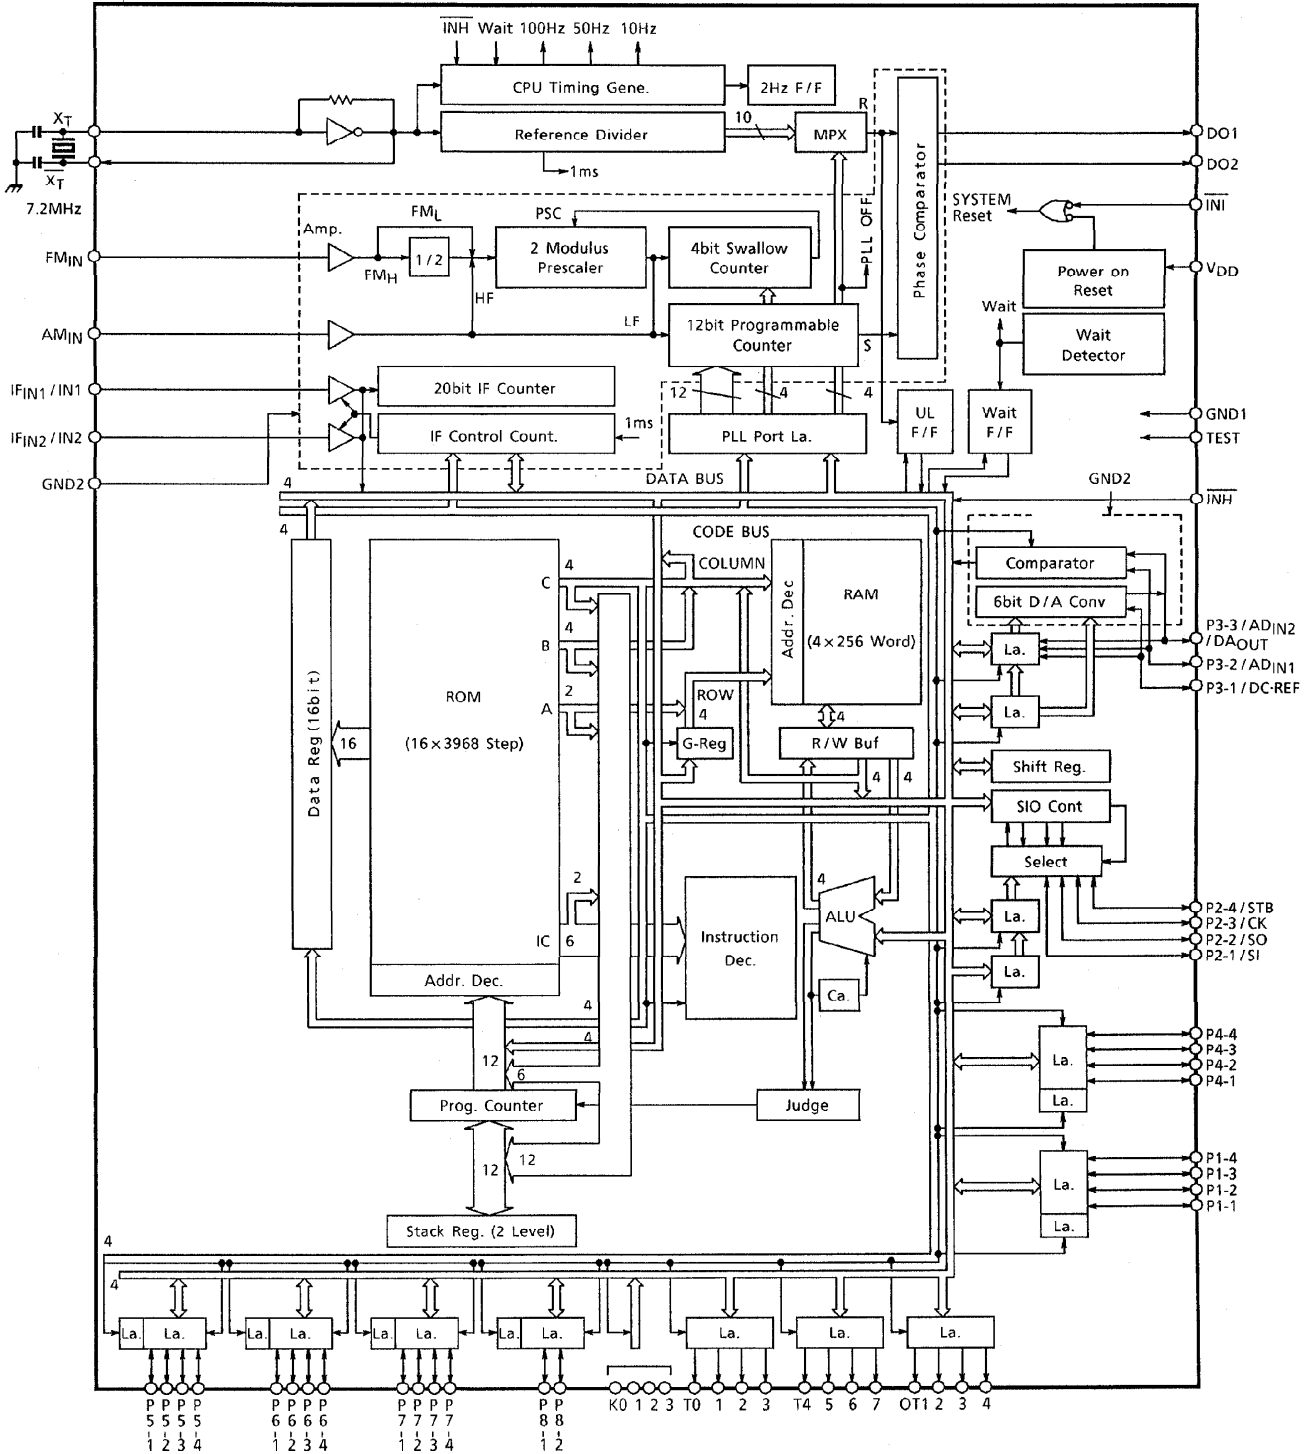 INH Wait 100Hz 50Hz 10Hz
CPU Timing Gene.
2Hz F/F
R
XT
Reference Divider
10
MPX
DO1
1ms
DO2
XT
7.2MHz
SYSTEM
Reset
INI
Amp.
FML
PSC
PLL OFF
Phase Comparator
FMIN
FMH
1/2
2 Modulus
Prescaler
4bit Swallow
Counter
Power on
Reset
VDD
HF
Wait
AMIN
LF
12bit Programmable
Counter
S
Wait
Detector
IFIN1/IN1
20bit IF Counter
12
4
4
IFIN2/IN2
IF Control Count.
1ms
PLL Port La.
UL
F/F
Wait
F/F
GND1
TEST
GND2
4
DATA BUS
GND2
INH
4
CODE BUS
Data Reg (16bit)
ROM
(16×3968 Step)
16
C
4
B
4
A
2
COLUMN
Addr. Dec
RAM
(4×256 Word)
Comparator
6bit D/A Conv
P3-3/ADIN2
/DAOUT
P3-2/ADIN1
P3-1/DC·REF
La.
La.
ROW
4
G-Reg
4
R/W Buf
4
4
Shift Reg.
SIO Cont
Select
2
IC
6
Instruction
Dec.
4
ALU
La.
La.
P2-4/STB
P2-3/CK
P2-2/SO
P2-1/SI
Addr. Dec.
Ca.
4
4
12
6
La.
La.
P4-4
P4-3
P4-2
P4-1
Prog. Counter
Judge
12
12
La.
La.
P1-4
P1-3
P1-2
P1-1
Stack Reg. (2 Level)
4
4
La. La.
La. La.
La. La.
La. La.
La.
La.
La.
P5-1
P5-2
P5-3
P5-4
P6-1
P6-2
P6-3
P6-4
P7-1
P7-2
P7-3
P7-4
P8-1
P8-2
K0 1 2 3 T0 1 2 3 T4 5 6 7 OT1 2 3 4